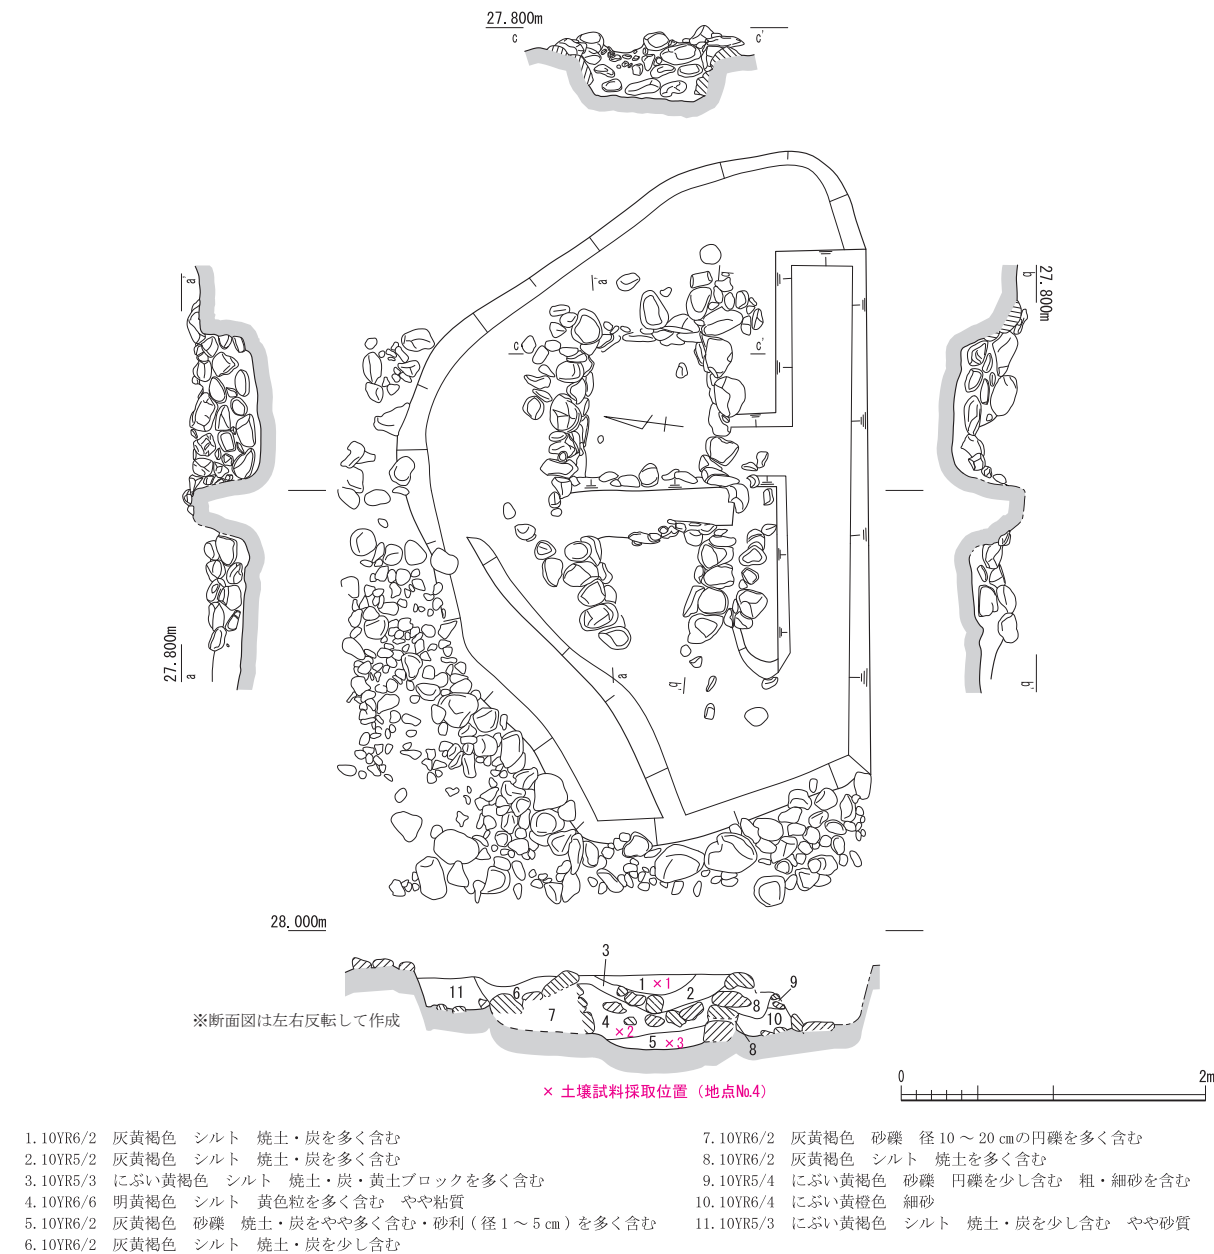 27.800m
c c'
a' b
27.800m
a'
b'
c c'
27.800m
a
a
b'
b'
28.000m
3
1 ×1
9
11 6 2 8
7 4 10
×2
5 ×3
8
※断面図は左右反転して作成
× 土壌試料採取位置（地点№4）
0 2m
1.10YR6/2 灰黄褐色 シルト 焼土・炭を多く含む
2.10YR5/2 灰黄褐色 シルト 焼土・炭を多く含む
3.10YR5/3 にぶい黄褐色 シルト 焼土・炭・黄土ブロックを多く含む
4.10YR6/6 明黄褐色 シルト 黄色粒を多く含む やや粘質
5.10YR6/2 灰黄褐色 砂礫 焼土・炭をやや多く含む・砂利（径1～5㎝）を多く含む
6.10YR6/2 灰黄褐色 シルト 焼土・炭を少し含む
7.10YR6/2 灰黄褐色 砂礫 径10～20㎝の円礫を多く含む
8.10YR6/2 灰黄褐色 シルト 焼土を多く含む
9.10YR5/4 にぶい黄褐色 砂礫 円礫を少し含む 粗・細砂を含む
10.10YR6/4 にぶい黄橙色 細砂
11.10YR5/3 にぶい黄褐色 シルト 焼土・炭を少し含む やや砂質